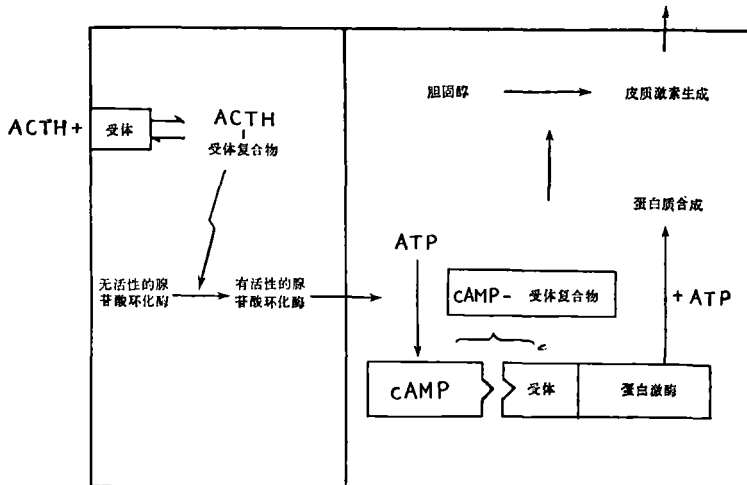 胆固醇
皮质激素生成
ACTH+
受体
ACTH
受体复合物
蛋白质合成
ATP
无活性的腺
苷酸环化酶
有活性的腺
苷酸环化酶
cAMP-受体复合物
+ATP
cAMP
受体
蛋白激酶